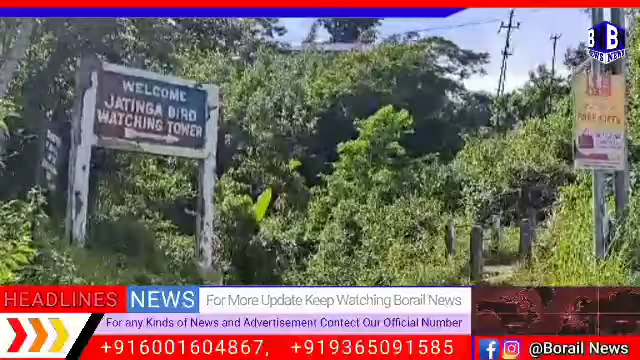 WELCOME
JATINGA BIRD
WATCHING TOWER
B B
NEWS
HEADLINES
NEWS
For More Update Keep Watching Borail News
For any Kinds of News and Advertisement Contect Our Official Number
+916001604867, +919365091585
@Borail News